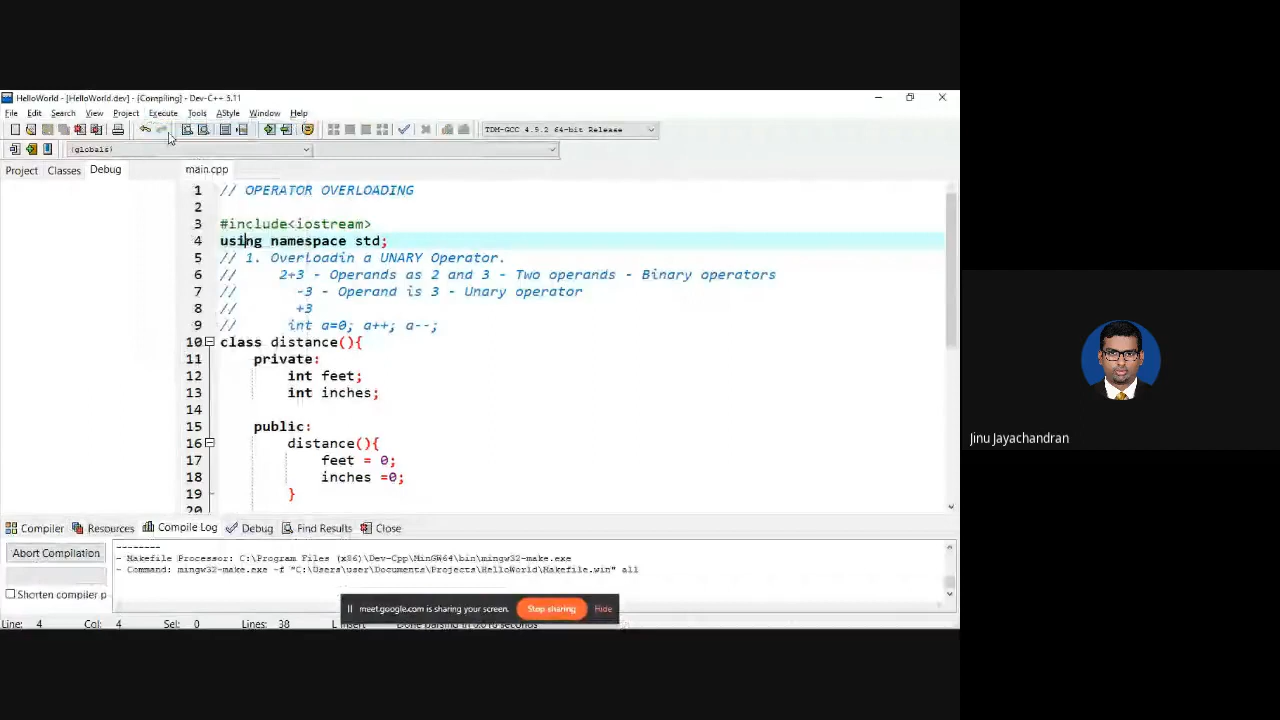 HelloWorld - [HelloWorld.dev] - [Compiling] - Dev-C++ 5.11
File Edit Search View Project Execute Tools AStyle Window Help
TDM-GCC 4.9.2 64-bit Release
(globals)
Project Classes Debug main.cpp
1 // OPERATOR OVERLOADING
2
3 #include<iostream>
4 using namespace std;
5 // 1. Overloadin a UNARY Operator.
6 // 2+3 - Operands as 2 and 3 - Two operands - Binary operators
7 // -3 - Operand is 3 - Unary operator
8 // +3
9 // int a=0; a++; a--;
10 class distance(){
11 private:
12 int feet;
13 int inches;
14
15 public:
16 distance(){
17 feet = 0;
18 inches =0;
19 }
20
Compiler Resources Compile Log Debug Find Results Close
Abort Compilation
--------
- Makefile Processor: C:\Program Files (x86)\Dev-Cpp\MinGW64\bin\mingw32-make.exe
- Command: mingw32-make.exe -f "C:\Users\user\Documents\Projects\HelloWorld\Makefile.win" all
Shorten compiler p
meet.google.com is sharing your screen. Stop sharing Hide
Line: 4 Col: 4 Sel: 0 Lines: 38
Jinu Jayachandran